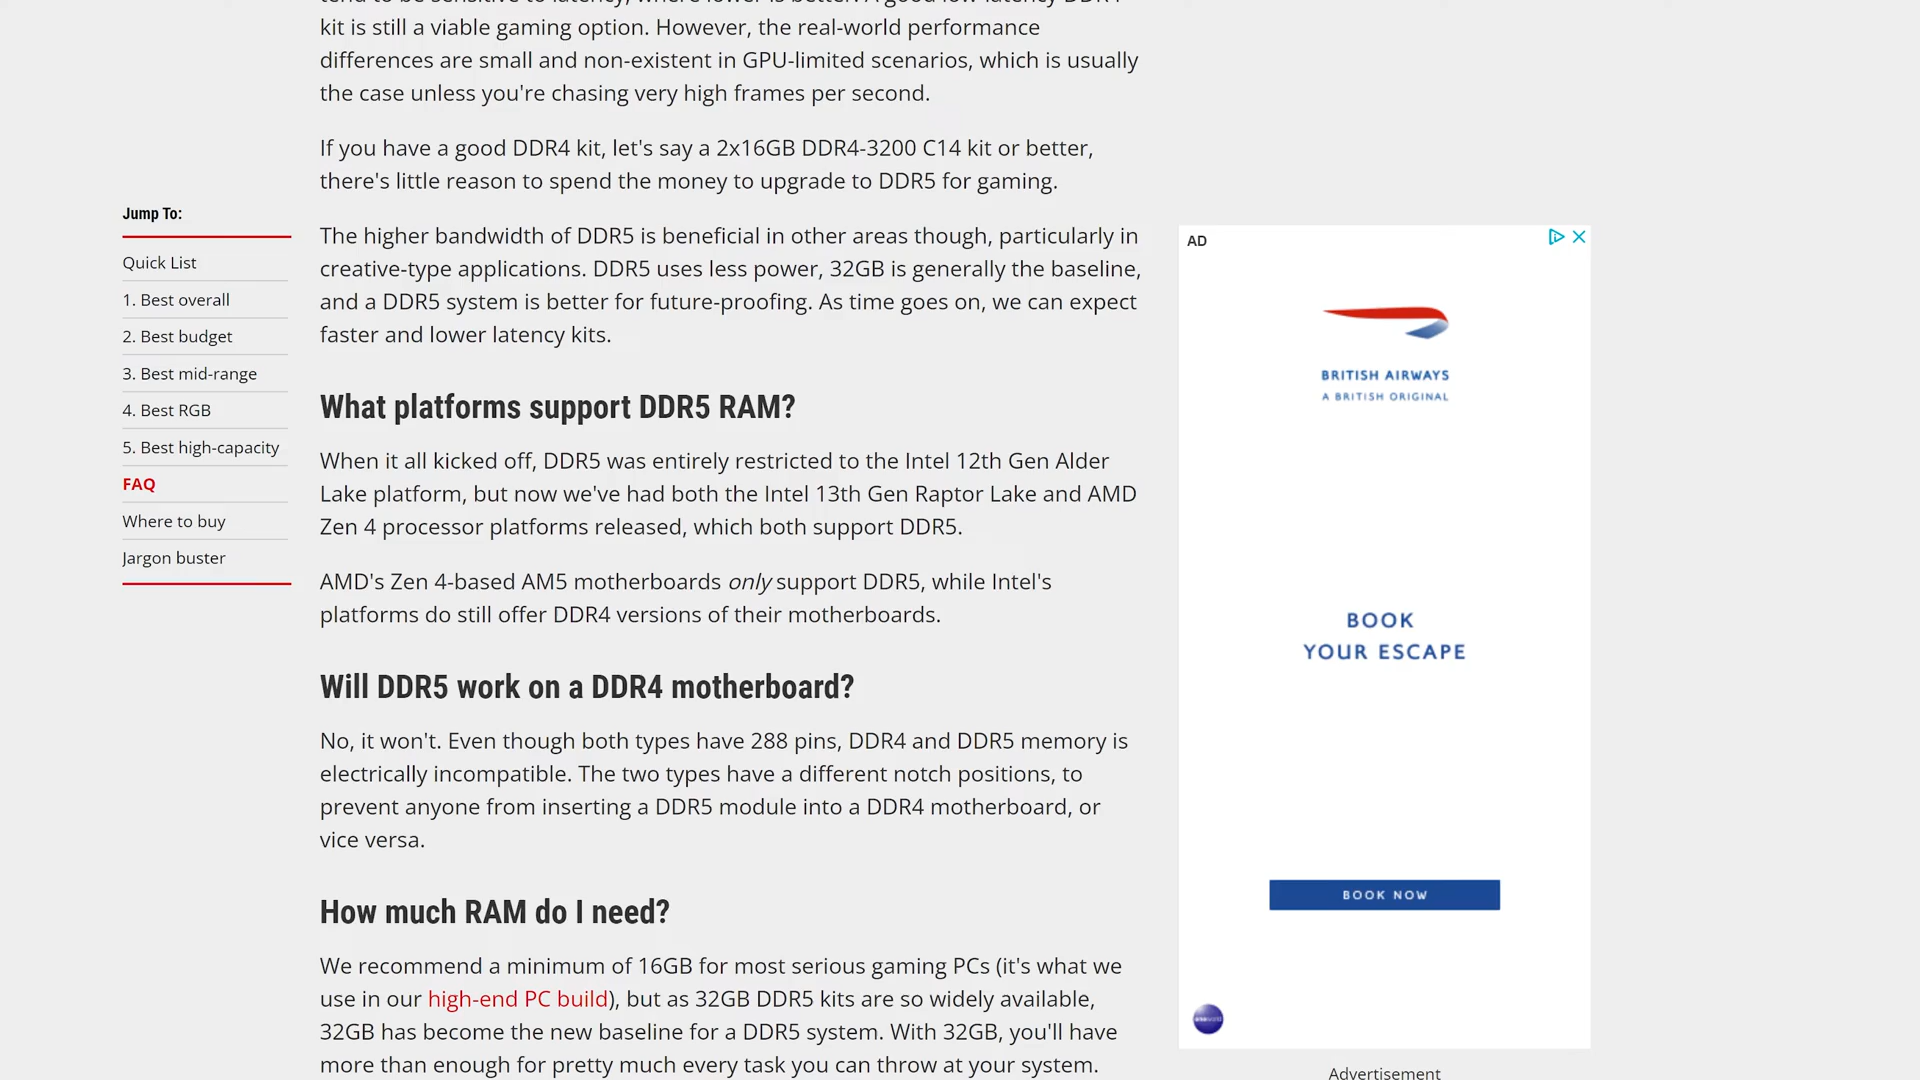 tend to be sensitive to latency, where lower is better. A good low latency DDR4
kit is still a viable gaming option. However, the real-world performance
differences are small and non-existent in GPU-limited scenarios, which is usually
the case unless you're chasing very high frames per second.
If you have a good DDR4 kit, let's say a 2x16GB DDR4-3200 C14 kit or better,
there's little reason to spend the money to upgrade to DDR5 for gaming.
Jump To:
Quick List
1. Best overall
2. Best budget
3. Best mid-range
4. Best RGB
5. Best high-capacity
FAQ
Where to buy
Jargon buster
The higher bandwidth of DDR5 is beneficial in other areas though, particularly in
creative-type applications. DDR5 uses less power, 32GB is generally the baseline,
and a DDR5 system is better for future-proofing. As time goes on, we can expect
faster and lower latency kits.
What platforms support DDR5 RAM?
When it all kicked off, DDR5 was entirely restricted to the Intel 12th Gen Alder
Lake platform, but now we've had both the Intel 13th Gen Raptor Lake and AMD
Zen 4 processor platforms released, which both support DDR5.
AMD's Zen 4-based AM5 motherboards only support DDR5, while Intel's
platforms do still offer DDR4 versions of their motherboards.
Will DDR5 work on a DDR4 motherboard?
No, it won't. Even though both types have 288 pins, DDR4 and DDR5 memory is
electrically incompatible. The two types have a different notch positions, to
prevent anyone from inserting a DDR5 module into a DDR4 motherboard, or
vice versa.
How much RAM do I need?
We recommend a minimum of 16GB for most serious gaming PCs (it's what we
use in our high-end PC build), but as 32GB DDR5 kits are so widely available,
32GB has become the new baseline for a DDR5 system. With 32GB, you'll have
more than enough for pretty much every task you can throw at your system.
AD
BRITISH AIRWAYS
A BRITISH ORIGINAL
BOOK
YOUR ESCAPE
BOOK NOW
oneworld
Advertisement